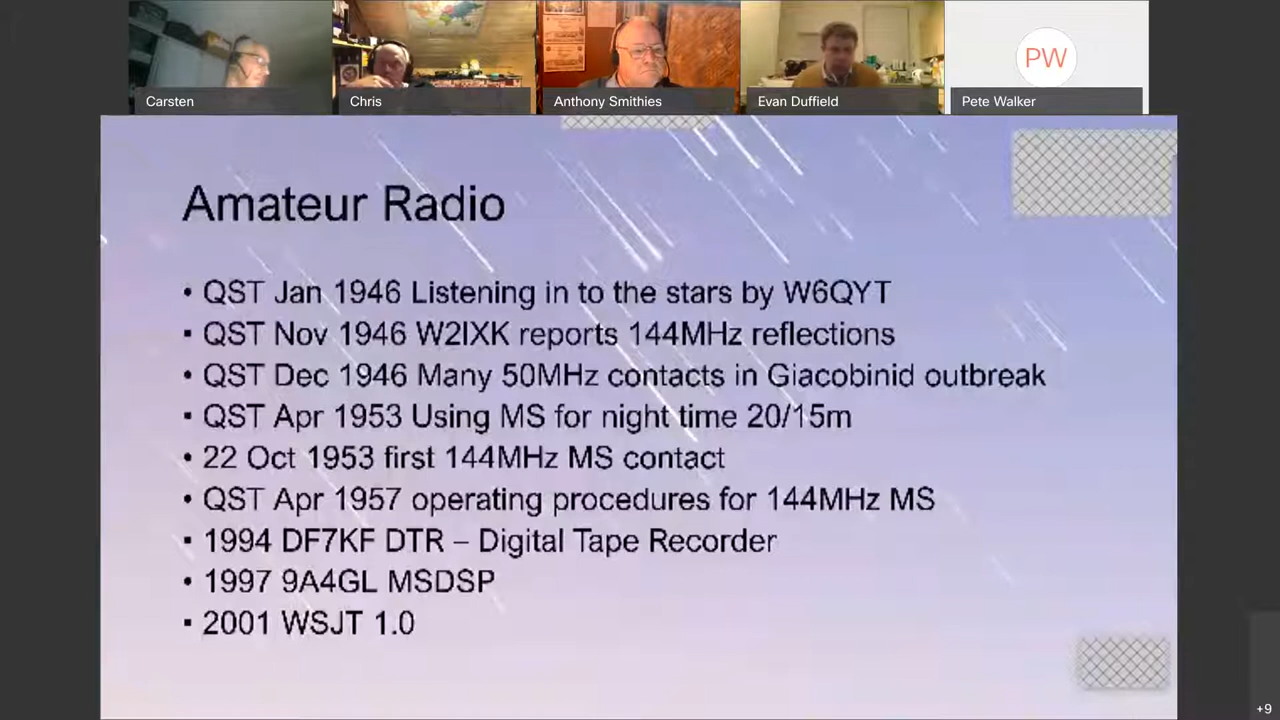 Carsten
Chris
Anthony Smithies
Evan Duffield
PW
Pete Walker
Amateur Radio
• QST Jan 1946 Listening in to the stars by W6QYT
• QST Nov 1946 W2IXK reports 144MHz reflections
• QST Dec 1946 Many 50MHz contacts in Giacobinid outbreak
• QST Apr 1953 Using MS for night time 20/15m
• 22 Oct 1953 first 144MHz MS contact
• QST Apr 1957 operating procedures for 144MHz MS
• 1994 DF7KF DTR – Digital Tape Recorder
• 1997 9A4GL MSDSP
• 2001 WSJT 1.0
+9